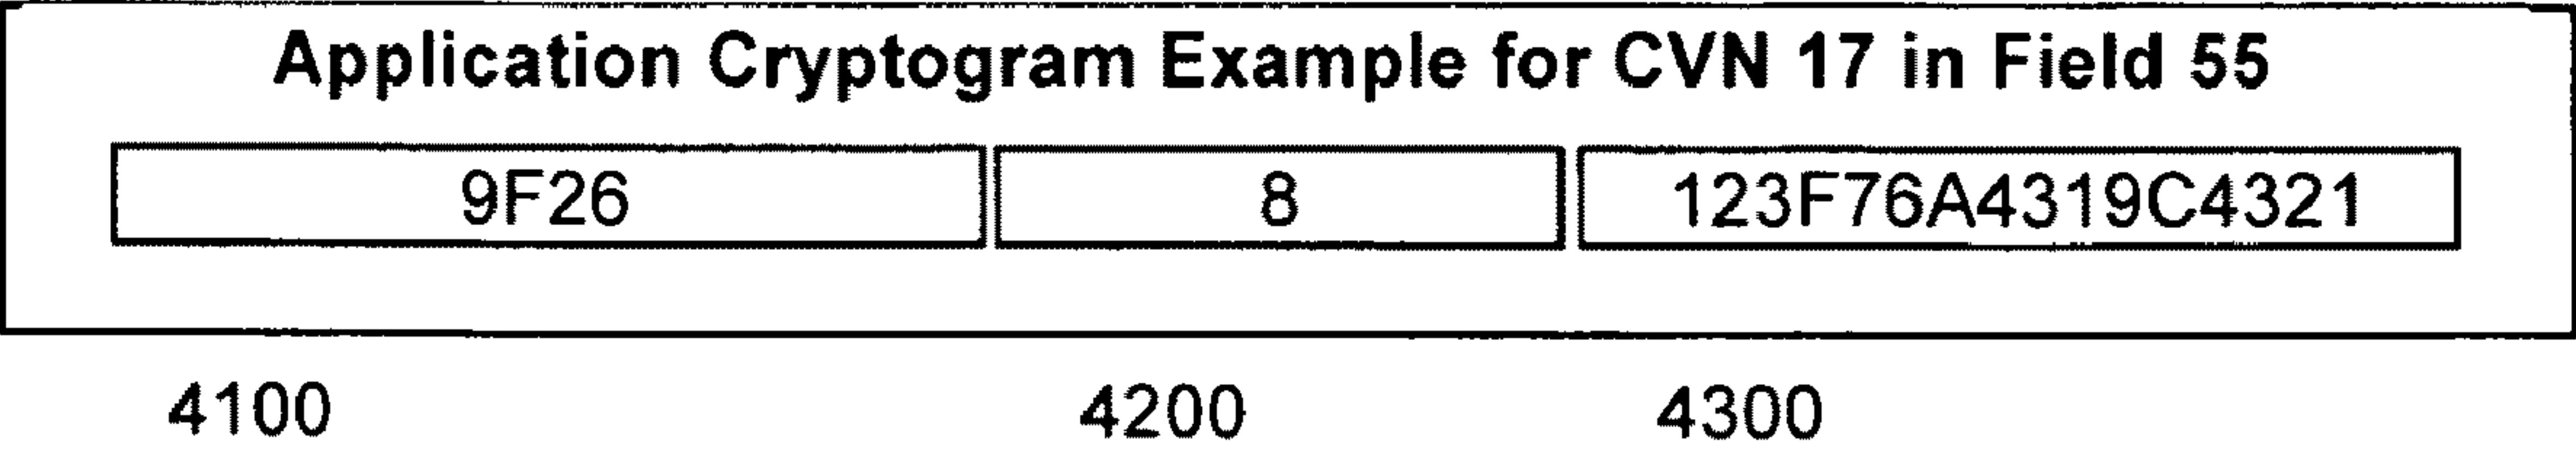 Application Cryptogram Example for CVN 17 in Field 55
9F26 8 123F76A4319C4321
4100 4200 4300